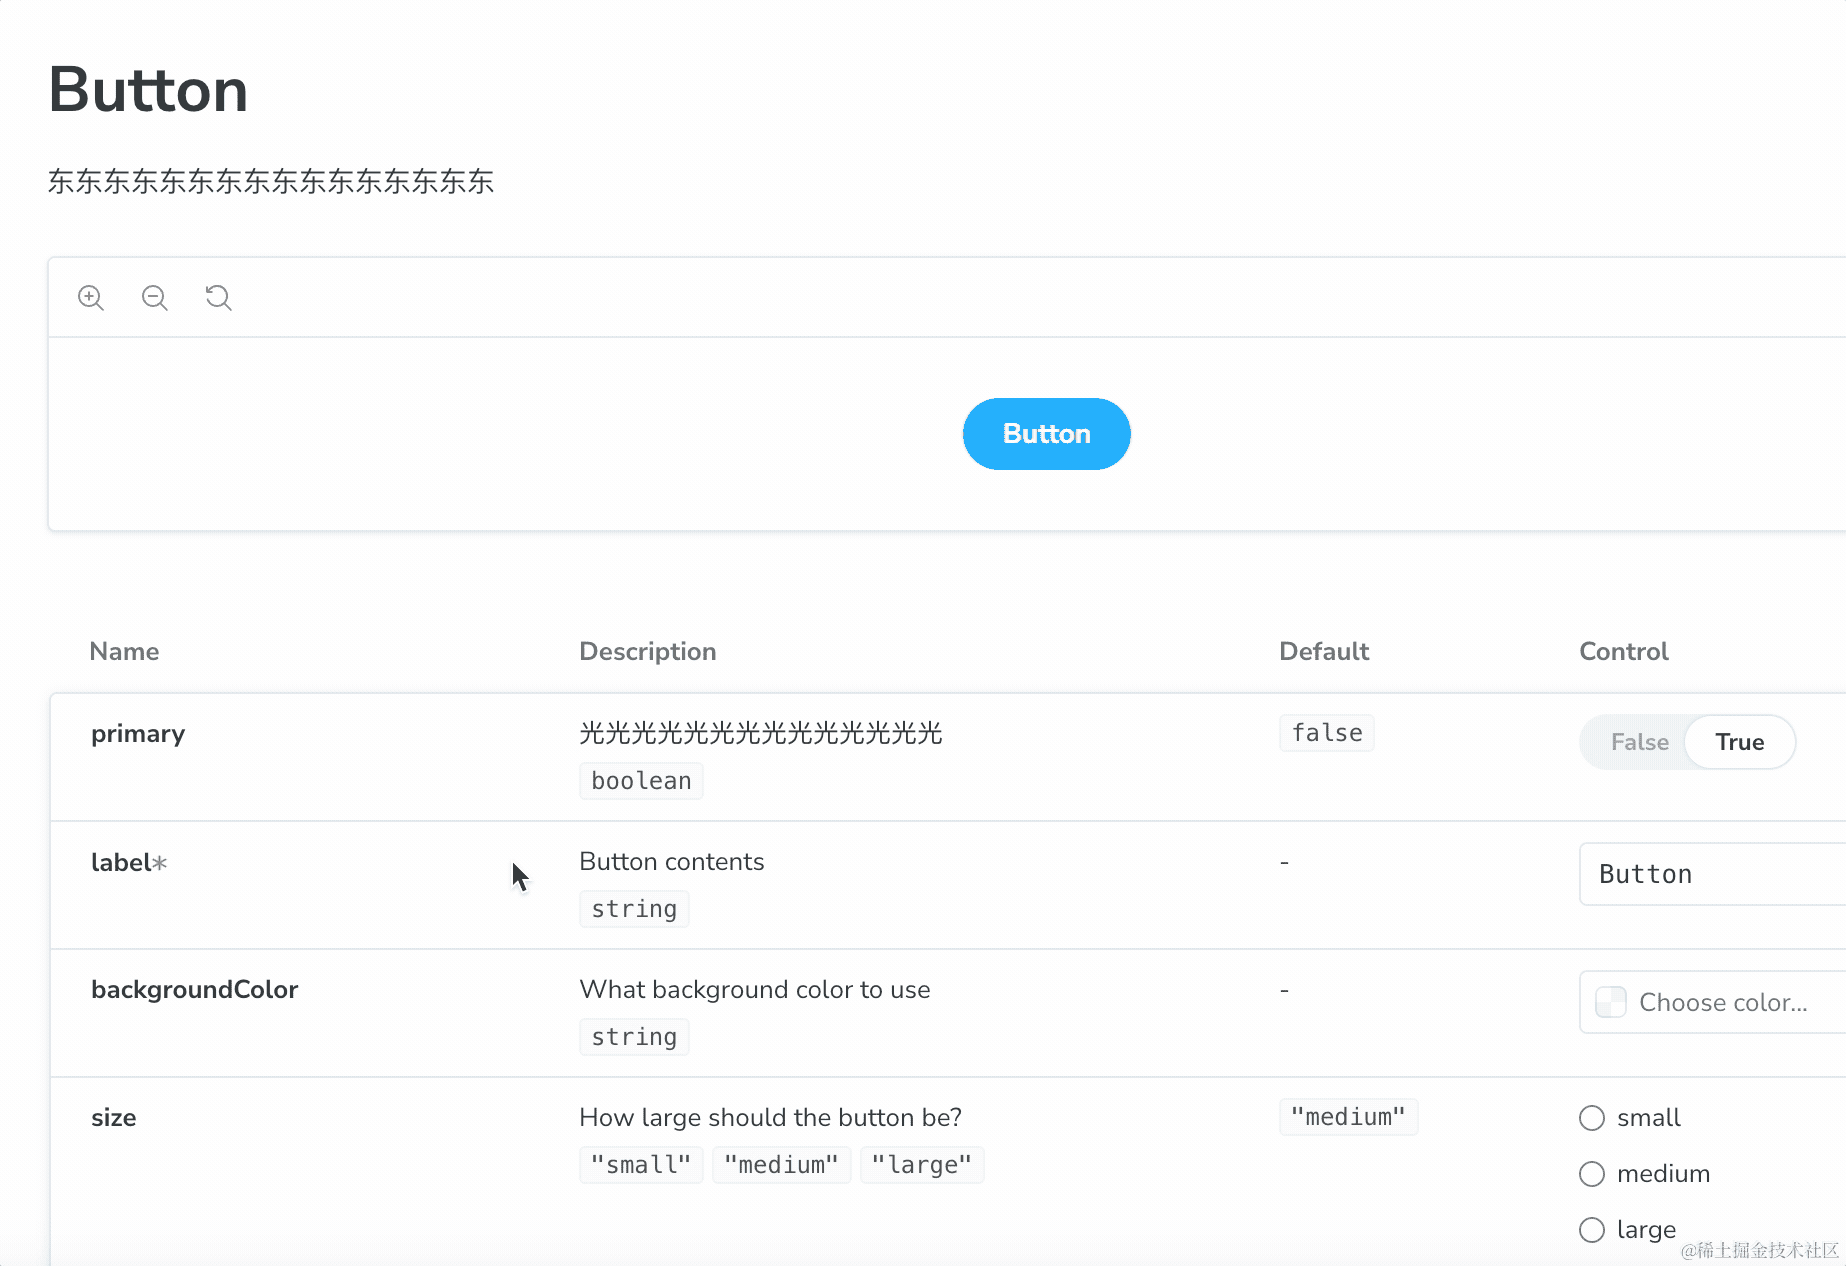 Button
东东东东东东东东东东东东东东东东
Button
Name Description Default Control
primary 光光光光光光光光光光光光光光 false False True
boolean
label* Button contents - Button
string
backgroundColor What background color to use - Choose color...
string
size How large should the button be? "medium" small
"small" "medium" "large"
medium
large
@稀土掘金技术社区